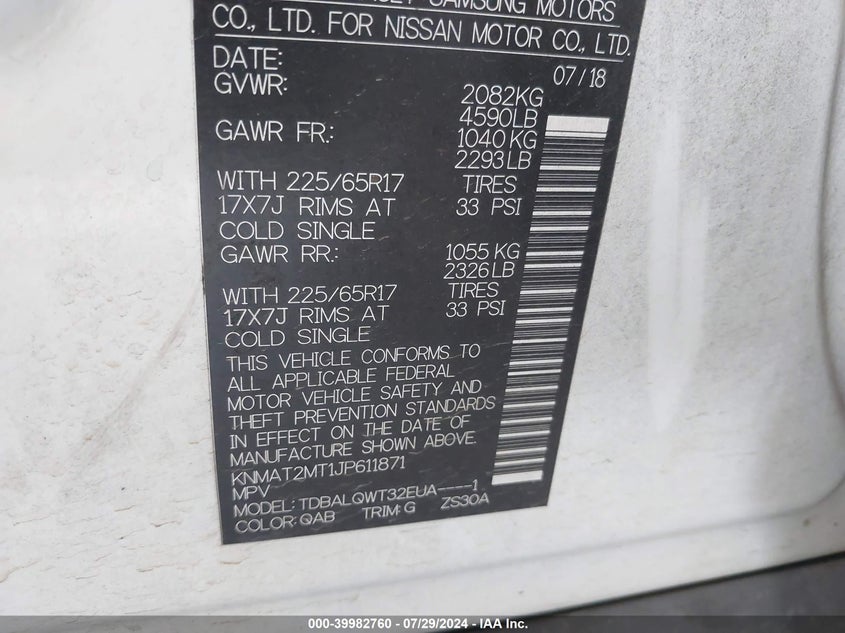 SAMSUNG MOTORS
CO., LTD. FOR NISSAN MOTOR CO., LTD.
DATE: 07/18
GVWR: 2082KG
4590LB
GAWR FR.: 1040KG
2293LB
WITH 225/65R17 TIRES
17X7J RIMS AT 33 PSI
COLD SINGLE
GAWR RR.: 1055 KG
2326LB
WITH 225/65R17 TIRES
17X7J RIMS AT 33 PSI
COLD SINGLE
THIS VEHICLE CONFORMS TO
ALL APPLICABLE FEDERAL
MOTOR VEHICLE SAFETY AND
THEFT PREVENTION STANDARDS
IN EFFECT ON THE DATE OF
MANUFACTURE SHOWN ABOVE.
KNMAT2MT1JP611871
MPV
MODEL: TDBALQWT32EUA----1
COLOR: QAB TRIM: G ZS30A
000-39982760 - 07/29/2024 - IAA Inc.